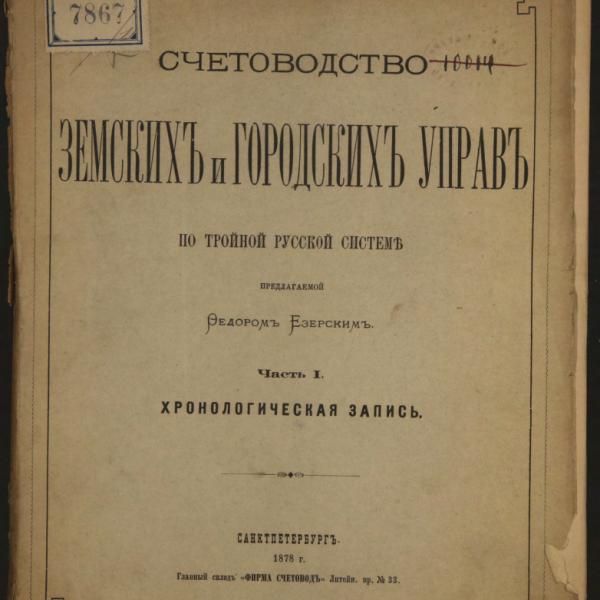 7867
СЧЕТОВОДСТВО 10014
ЗЕМСКИХЪ и ГОРОДСКИХЪ УПРАВЪ
ПО ТРОЙНОЙ РУССКОЙ СИСТЕМѢ
ПРЕДЛАГАЕМОЙ
Ѳедоромъ Езерскимъ.
Часть I.
ХРОНОЛОГИЧЕСКАЯ ЗАПИСЬ.
САНКТПЕТЕРБУРГЪ.
1878 г.
Главный складъ «ФИРМА СЧЕТОВОДЪ» Литейн. пр. № 33.